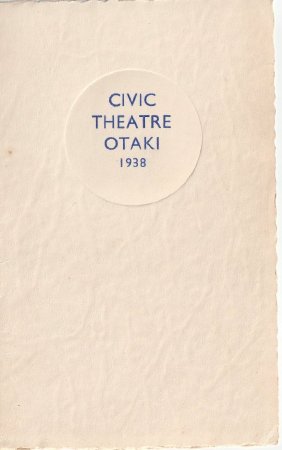 CIVIC
THEATRE
OTAKI
1938